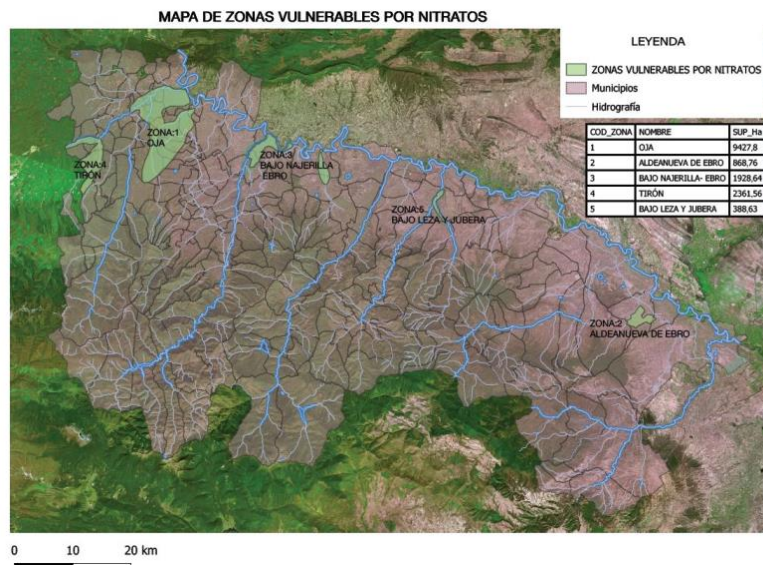 MAPA DE ZONAS VULNERABLES POR NITRATOS
LEYENDA
ZONAS VULNERABLES POR NITRATOS
Municipios
Hidrografía
COD_ZONA NOMBRE SUP_Ha
1 OJA 9427,8
2 ALDEANUEVA DE EBRO 868,76
3 BAJO NAJERILLA- EBRO 1928,64
4 TIRÓN 2361,56
5 BAJO LEZA Y JUBERA 388,63
ZONA:1
OJA
ZONA:4
TIRÓN
ZONA:3
BAJO NAJERILLA
EBRO
ZONA:5
BAJO LEZA Y JUBERA
ZONA:2
ALDEANUEVA DE EBRO
0 10 20 km